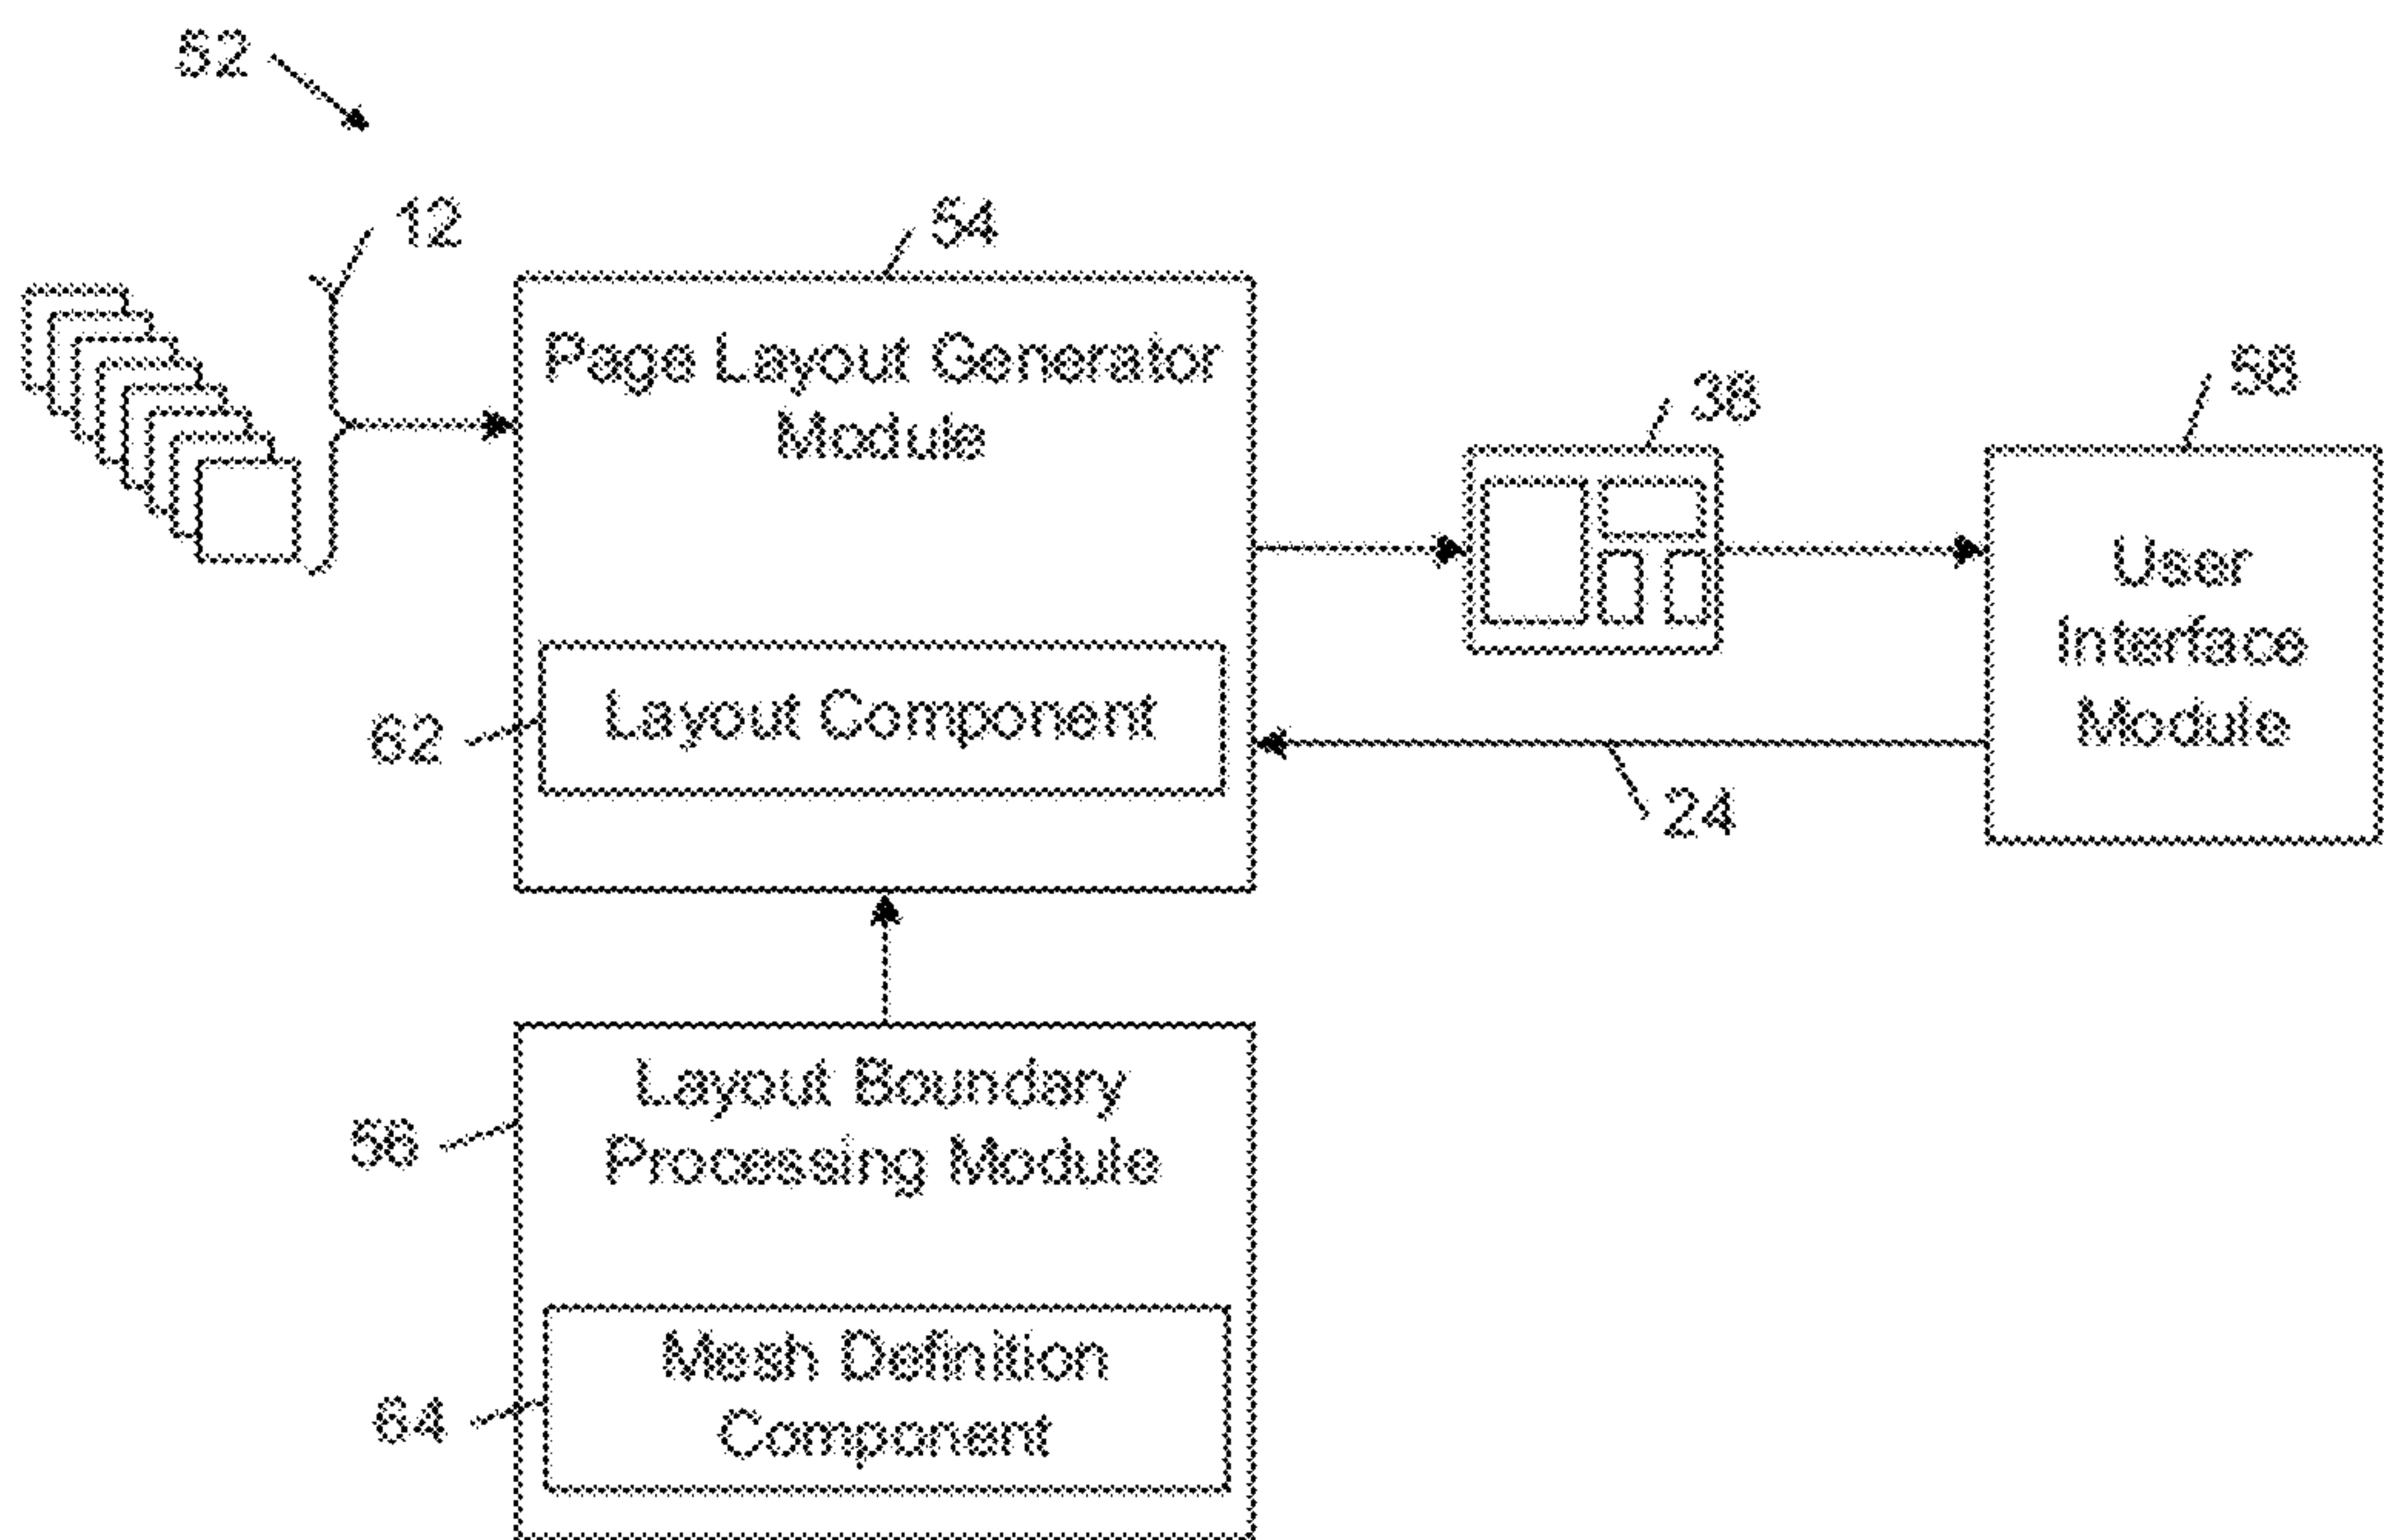 52
12
54
Page Layout Generator
Module
38
58
User
Interface
Module
62
Layout Component
24
56
Layout Boundary
Processing Module
64
Mesh Definition
Component